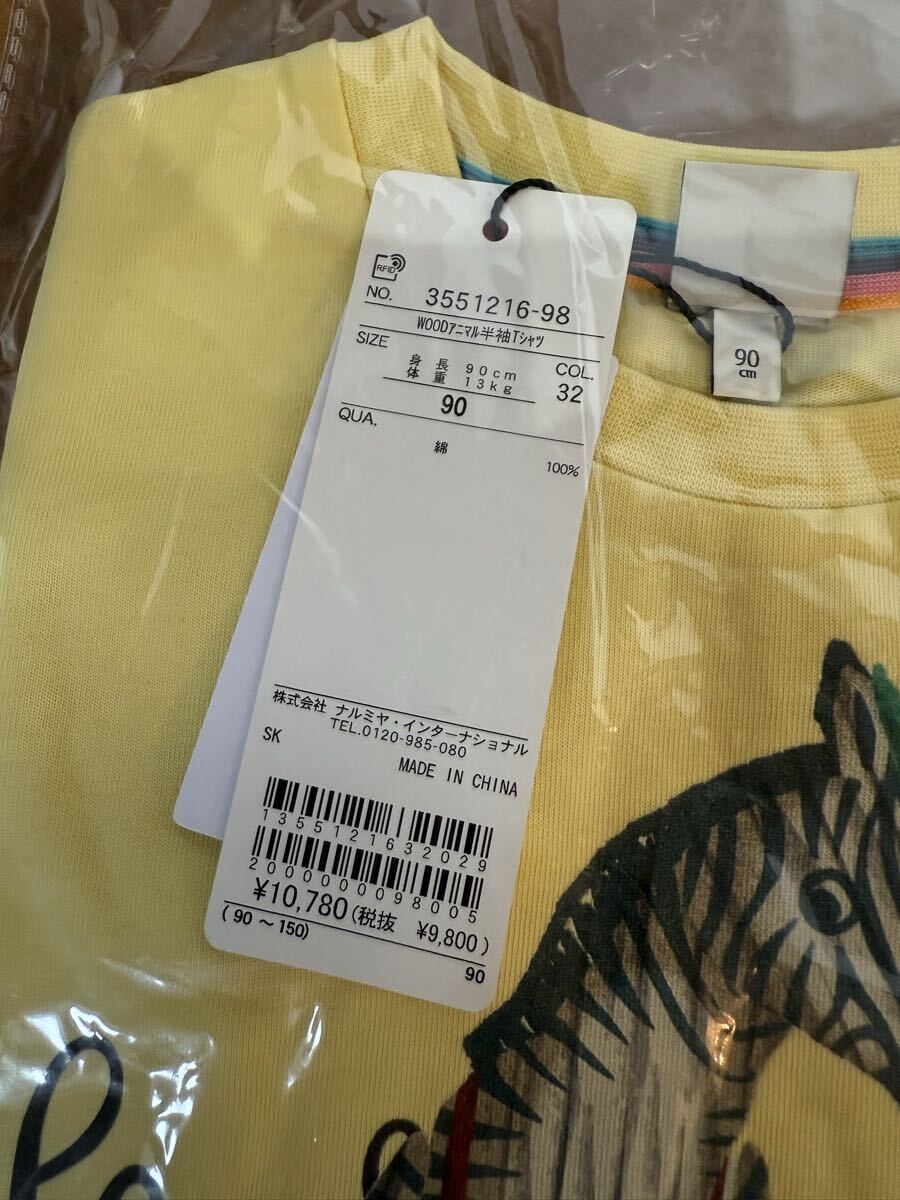 RFID
NO. 3551216-98
WOODアニマル半袖Tシャツ
SIZE
身長 90cm
体重 13kg
COL.
32
90
QUA.
綿
100%
株式会社 ナルミヤ・インターナショナル
TEL.0120-985-080
SK
MADE IN CHINA
1355121632029
2000000098005
¥10,780(税抜 ¥9,800)
(90～150)
90
90
cm